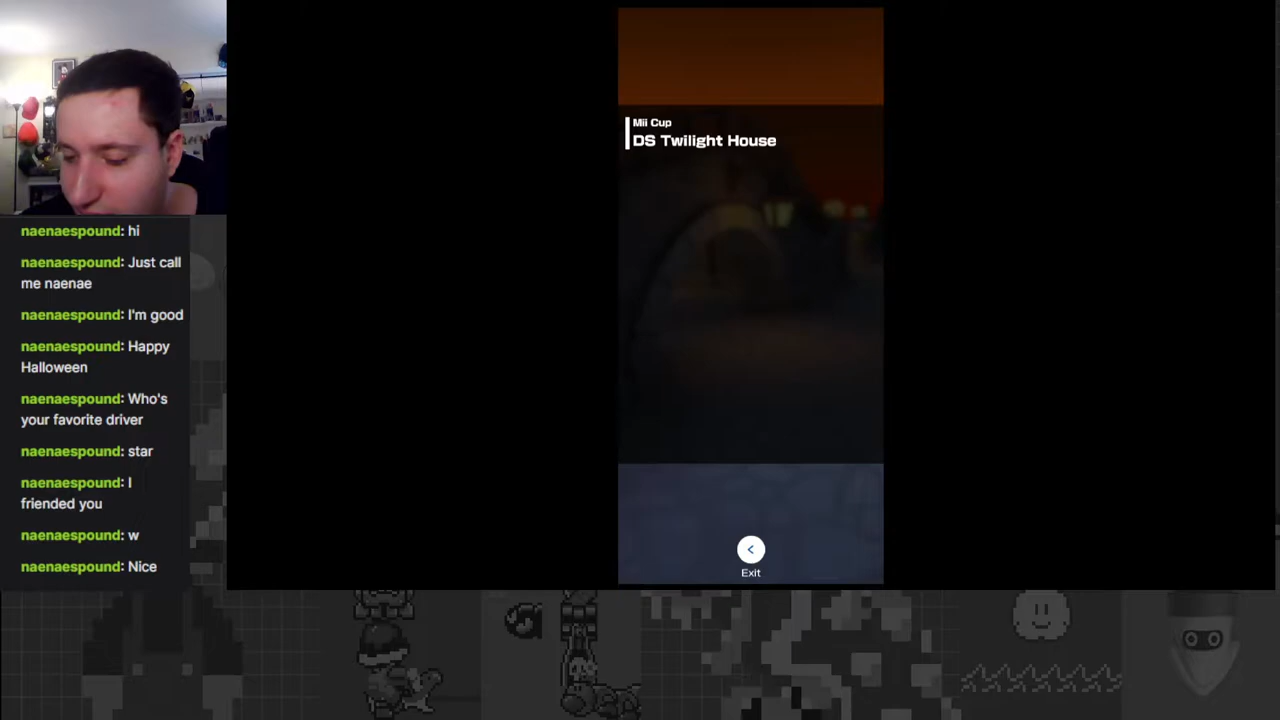 naenaespound: hi
naenaespound: Just call
me naenae
naenaespound: I'm good
naenaespound: Happy
Halloween
naenaespound: Who's
your favorite driver
naenaespound: star
naenaespound: I
friended you
naenaespound: w
naenaespound: Nice
Mii Cup
DS Twilight House
Exit